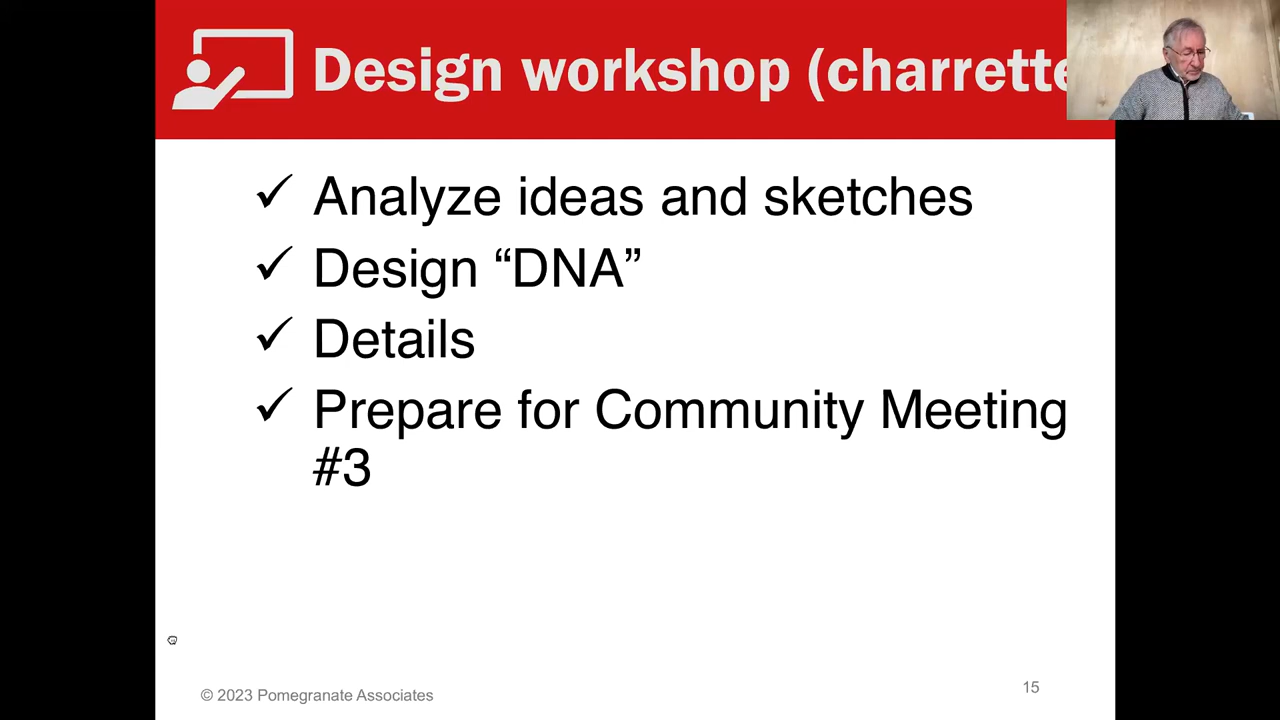 Design workshop (charrette
Analyze ideas and sketches
Design “DNA”
Details
Prepare for Community Meeting
#3
© 2023 Pomegranate Associates
15